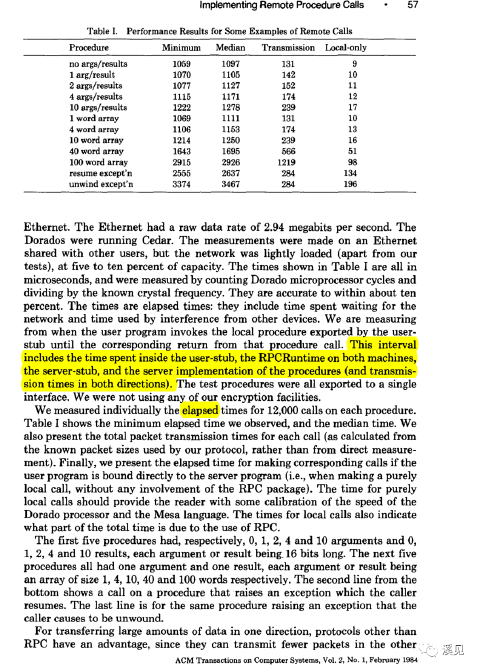 Implementing Remote Procedure Calls • 57
Table I. Performance Results for Some Examples of Remote Calls
Procedure Minimum Median Transmission Local-only
no args/results 1059 1097 131 9
1 arg/result 1070 1105 142 10
2 args/results 1077 1127 152 11
4 args/results 1115 1171 174 12
10 args/results 1222 1278 239 17
1 word array 1069 1111 131 10
4 word array 1106 1153 174 13
10 word array 1214 1250 239 16
40 word array 1643 1695 566 51
100 word array 2915 2926 1219 98
resume except'n 2555 2637 284 134
unwind except'n 3374 3467 284 196
Ethernet. The Ethernet had a raw data rate of 2.94 megabits per second. The
Dorados were running Cedar. The measurements were made on an Ethernet
shared with other users, but the network was lightly loaded (apart from our
tests), at five to ten percent of capacity. The times shown in Table I are all in
microseconds, and were measured by counting Dorado microprocessor cycles and
dividing by the known crystal frequency. They are accurate to within about ten
percent. The times are elapsed times: they include time spent waiting for the
network and time used by interference from other devices. We are measuring
from when the user program invokes the local procedure exported by the user-
stub until the corresponding return from that procedure call. This interval
includes the time spent inside the user-stub, the RPCRuntime on both machines,
the server-stub, and the server implementation of the procedures (and transmis-
sion times in both directions). The test procedures were all exported to a single
interface. We were not using any of our encryption facilities.
We measured individually the elapsed times for 12,000 calls on each procedure.
Table I shows the minimum elapsed time we observed, and the median time. We
also present the total packet transmission times for each call (as calculated from
the known packet sizes used by our protocol, rather than from direct measure-
ment). Finally, we present the elapsed time for making corresponding calls if the
user program is bound directly to the server program (i.e., when making a purely
local call, without any involvement of the RPC package). The time for purely
local calls should provide the reader with some calibration of the speed of the
Dorado processor and the Mesa language. The times for local calls also indicate
what part of the total time is due to the use of RPC.
The first five procedures had, respectively, 0, 1, 2, 4 and 10 arguments and 0,
1, 2, 4 and 10 results, each argument or result being 16 bits long. The next five
procedures all had one argument and one result, each argument or result being
an array of size 1, 4, 10, 40 and 100 words respectively. The second line from the
bottom shows a call on a procedure that raises an exception which the caller
resumes. The last line is for the same procedure raising an exception that the
caller causes to be unwound.
For transferring large amounts of data in one direction, protocols other than
RPC have an advantage, since they can transmit fewer packets in the other
溪见
ACM Transactions on Computer Systems, Vol. 2, No. 1, February 1984